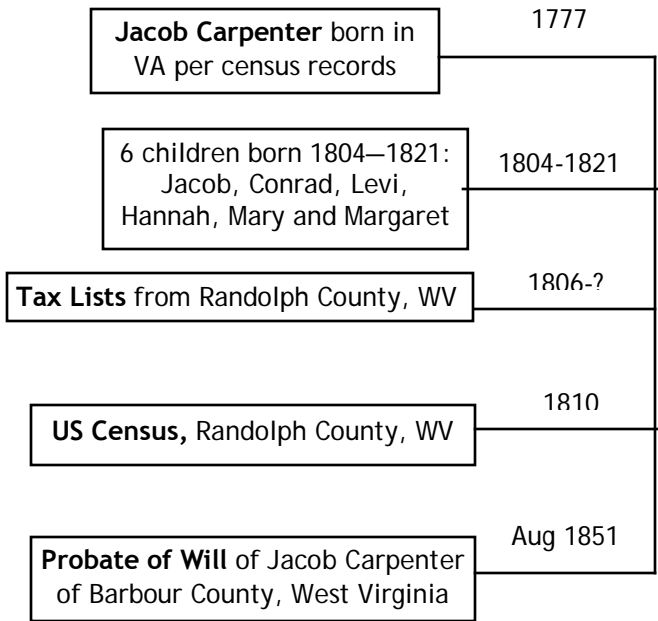 1777
Jacob Carpenter born in
VA per census records
6 children born 1804—1821:
Jacob, Conrad, Levi,
Hannah, Mary and Margaret
1804-1821
1806-?
Tax Lists from Randolph County, WV
1810
US Census, Randolph County, WV
Aug 1851
Probate of Will of Jacob Carpenter
of Barbour County, West Virginia